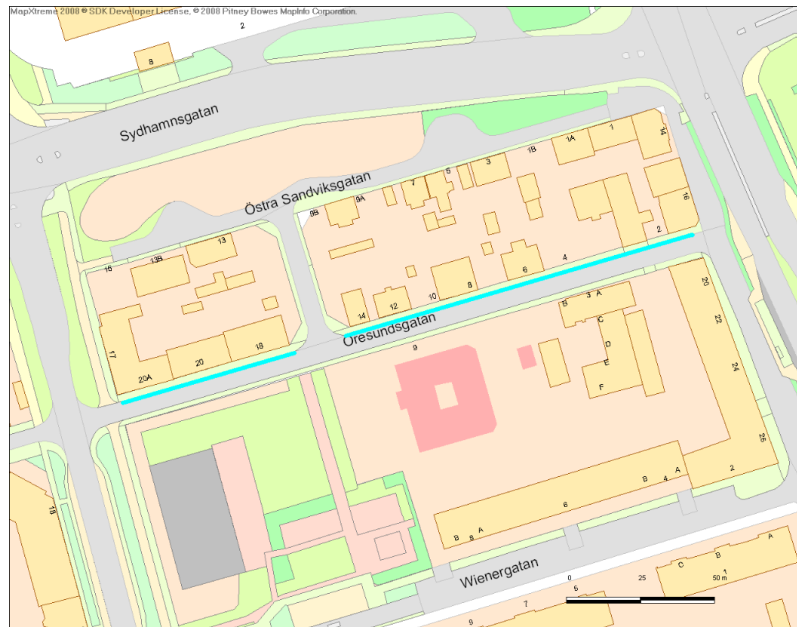 MapXtreme 2008 ® SDK Developer License. © 2008 Pitney Bowes MapInfo Corporation.
2
8
Sydhamnsgatan
Östra Sandviksgatan
9B
9A
7
5
3
1B
1A
1
14
16
2
15
13B
13
17
20A
20
18
14
12
10
8
6
4
Öresundsgatan
9
B
3
A
C
D
E
F
20
22
24
26
2
18
B
8
A
6
B
4
A
Wienergatan
C
B
A
1
0
25
50 m
5
7
9